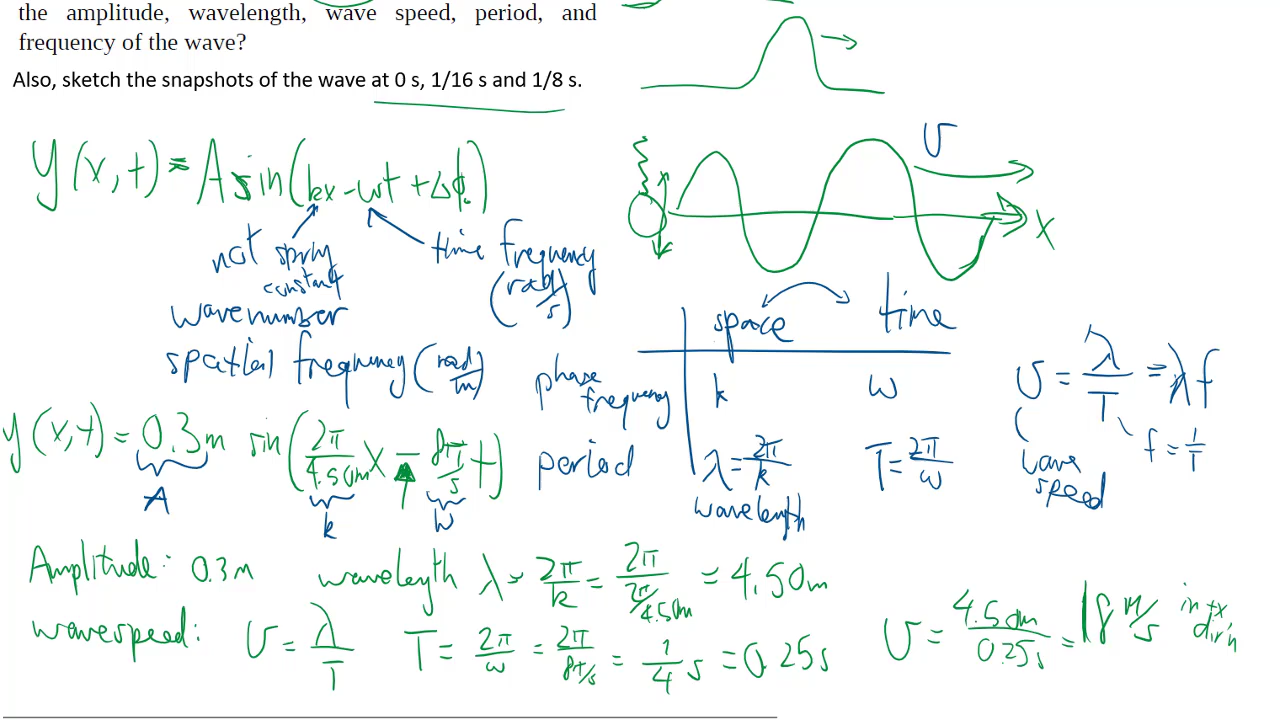 the amplitude, wavelength, wave speed, period, and
frequency of the wave?
Also, sketch the snapshots of the wave at 0 s, 1/16 s and 1/8 s.
y(x,t) = A sin(kx - ωt + Δφ₀)
not spring
constant
wavenumber
spatial frequency (rad/m)
time frequency
(rad/s)
υ
x
space time
phase
frequency k ω
period λ = 2π/k T = 2π/ω
wavelength
υ = λ/T = λf
f = 1/T
wave
speed
y(x,t) = 0.3m sin(2π/4.50m x - 8π/s t)
A k ω
Amplitude: 0.3m wavelength λ = 2π/k = 2π/(2π/4.50m) = 4.50m
wavespeed: υ = λ/T T = 2π/ω = 2π/(8π/s) = 1/4 s = 0.25s υ = 4.50m/0.25s = 18 m/s in +x
dir'n